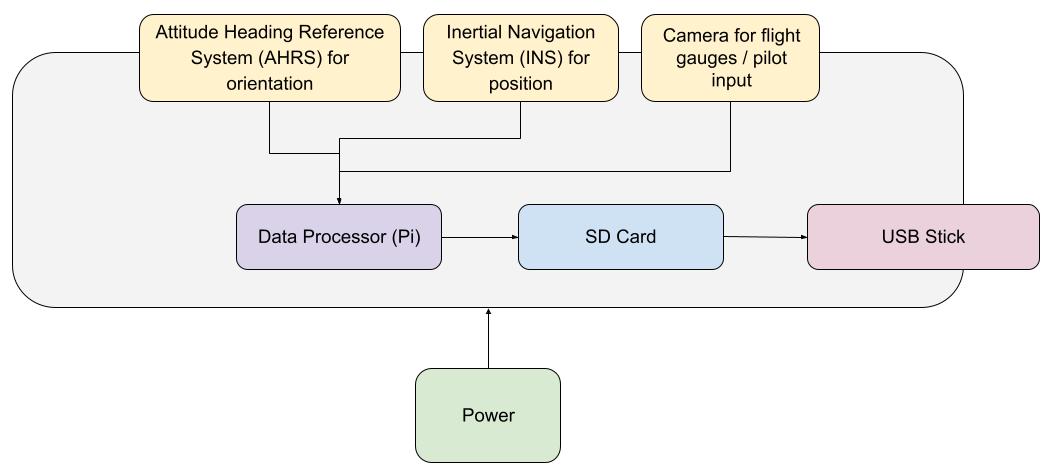 Attitude Heading Reference
System (AHRS) for
orientation
Inertial Navigation
System (INS) for
position
Camera for flight
gauges / pilot
input
Data Processor (Pi)
SD Card
USB Stick
Power